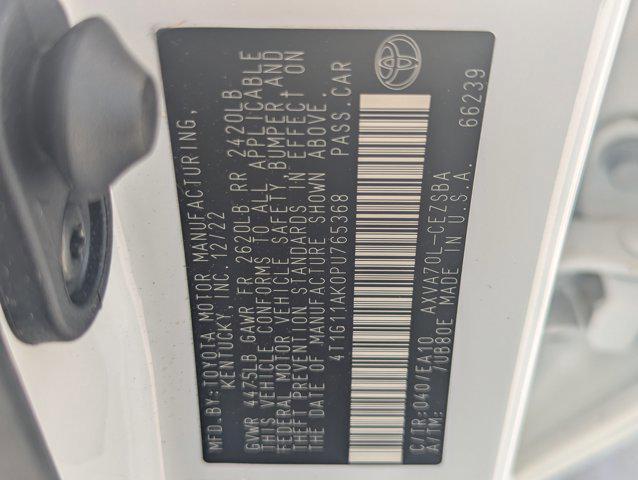 MFD.BY:TOYOTA MOTOR MANUFACTURING,
KENTUCKY, INC. 12/22
GVWR 4475LB GAWR FR 2620LB RR 2420LB
THIS VEHICLE CONFORMS TO ALL APPLICABLE
FEDERAL MOTOR VEHICLE SAFETY, BUMPER, AND
THEFT PREVENTION STANDARDS IN EFFECT ON
THE DATE OF MANUFACTURE SHOWN ABOVE.
4T1G11AK0PU765368 PASS.CAR
C/TR:040/EA10 AXVA70L-CEZSBA
A/TM: 70B80E MADE IN U.S.A. 66239